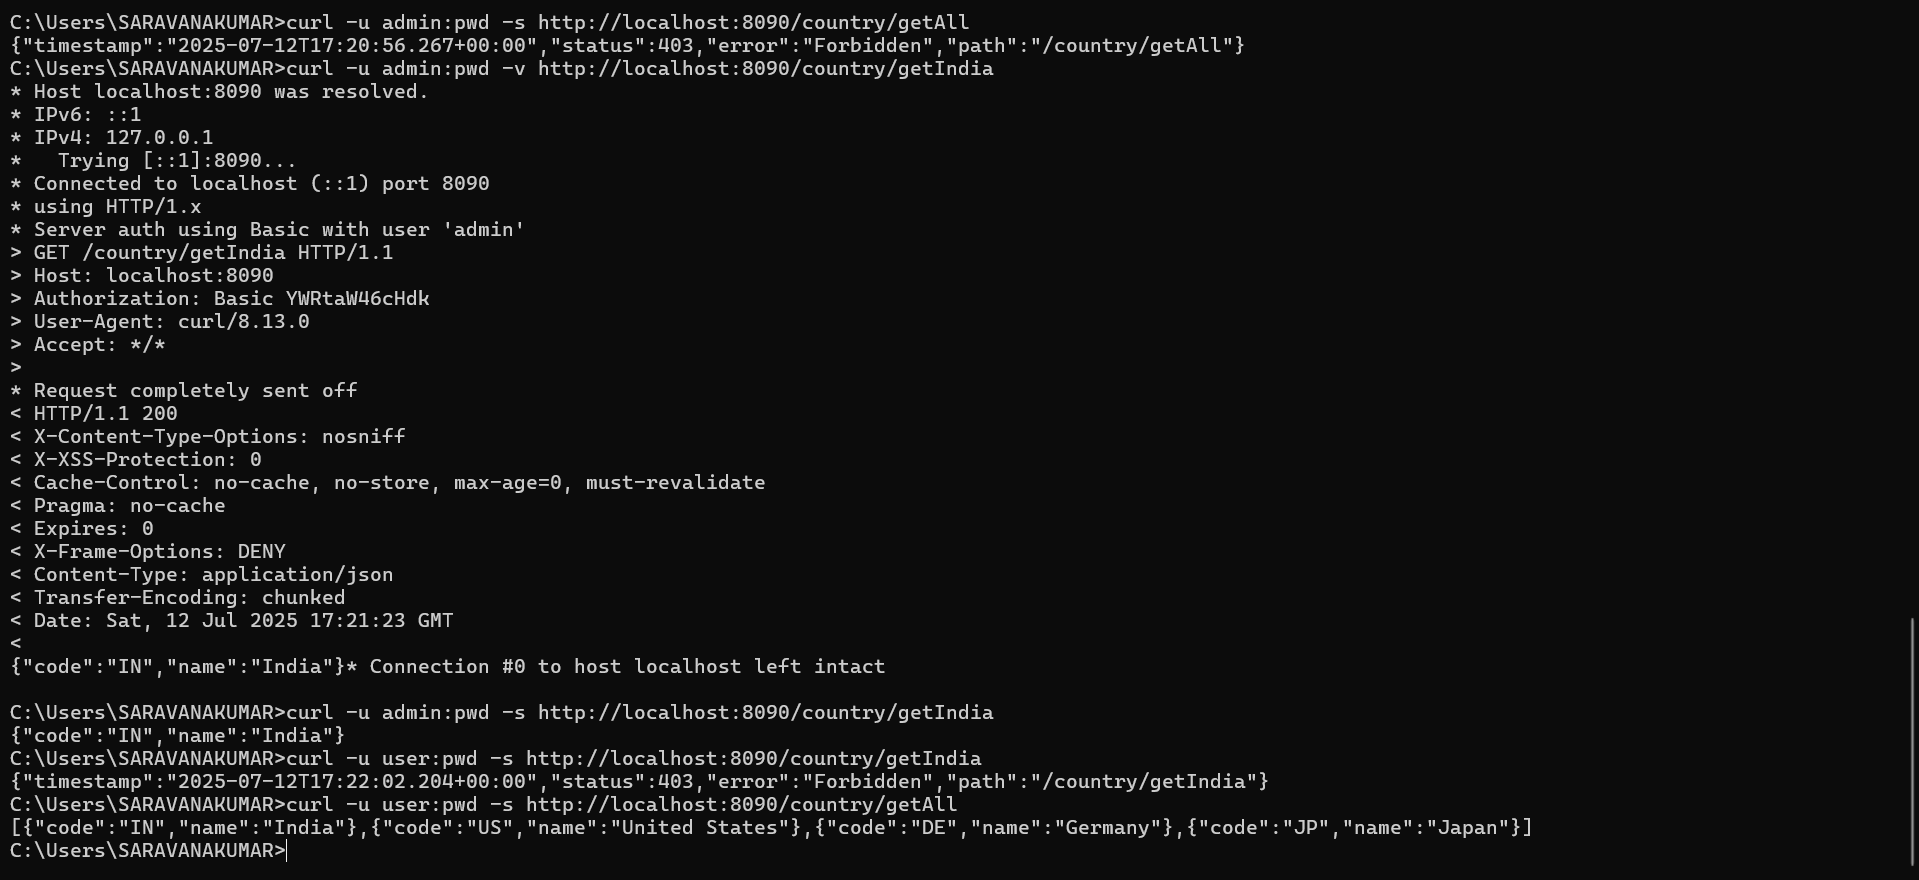 C:\Users\SARAVANAKUMAR>curl -u admin:pwd -s http://localhost:8090/country/getAll
{"timestamp":"2025-07-12T17:20:56.267+00:00","status":403,"error":"Forbidden","path":"/country/getAll"}
C:\Users\SARAVANAKUMAR>curl -u admin:pwd -v http://localhost:8090/country/getIndia
* Host localhost:8090 was resolved.
* IPv6: ::1
* IPv4: 127.0.0.1
*   Trying [::1]:8090...
* Connected to localhost (::1) port 8090
* using HTTP/1.x
* Server auth using Basic with user 'admin'
> GET /country/getIndia HTTP/1.1
> Host: localhost:8090
> Authorization: Basic YWRtaW46cHdk
> User-Agent: curl/8.13.0
> Accept: */*
>
* Request completely sent off
< HTTP/1.1 200
< X-Content-Type-Options: nosniff
< X-XSS-Protection: 0
< Cache-Control: no-cache, no-store, max-age=0, must-revalidate
< Pragma: no-cache
< Expires: 0
< X-Frame-Options: DENY
< Content-Type: application/json
< Transfer-Encoding: chunked
< Date: Sat, 12 Jul 2025 17:21:23 GMT
<
{"code":"IN","name":"India"}* Connection #0 to host localhost left intact
C:\Users\SARAVANAKUMAR>curl -u admin:pwd -s http://localhost:8090/country/getIndia
{"code":"IN","name":"India"}
C:\Users\SARAVANAKUMAR>curl -u user:pwd -s http://localhost:8090/country/getIndia
{"timestamp":"2025-07-12T17:22:02.204+00:00","status":403,"error":"Forbidden","path":"/country/getIndia"}
C:\Users\SARAVANAKUMAR>curl -u user:pwd -s http://localhost:8090/country/getAll
[{"code":"IN","name":"India"},{"code":"US","name":"United States"},{"code":"DE","name":"Germany"},{"code":"JP","name":"Japan"}]
C:\Users\SARAVANAKUMAR>